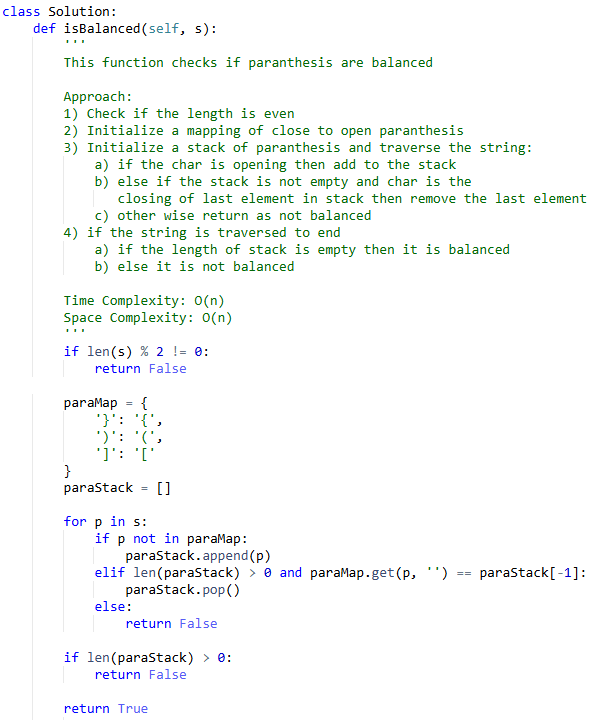 class Solution:
    def isBalanced(self, s):
        '''
        This function checks if paranthesis are balanced

        Approach:
        1) Check if the length is even
        2) Initialize a mapping of close to open paranthesis
        3) Initialize a stack of paranthesis and traverse the string:
            a) if the char is opening then add to the stack
            b) else if the stack is not empty and char is the
               closing of last element in stack then remove the last element
            c) other wise return as not balanced
        4) if the string is traversed to end
            a) if the length of stack is empty then it is balanced
            b) else it is not balanced

        Time Complexity: O(n)
        Space Complexity: O(n)
        '''
        if len(s) % 2 != 0:
            return False

        paraMap = {
            '}': '{',
            ')': '(',
            ']': '['
        }
        paraStack = []

        for p in s:
            if p not in paraMap:
                paraStack.append(p)
            elif len(paraStack) > 0 and paraMap.get(p, '') == paraStack[-1]:
                paraStack.pop()
            else:
                return False

        if len(paraStack) > 0:
            return False

        return True